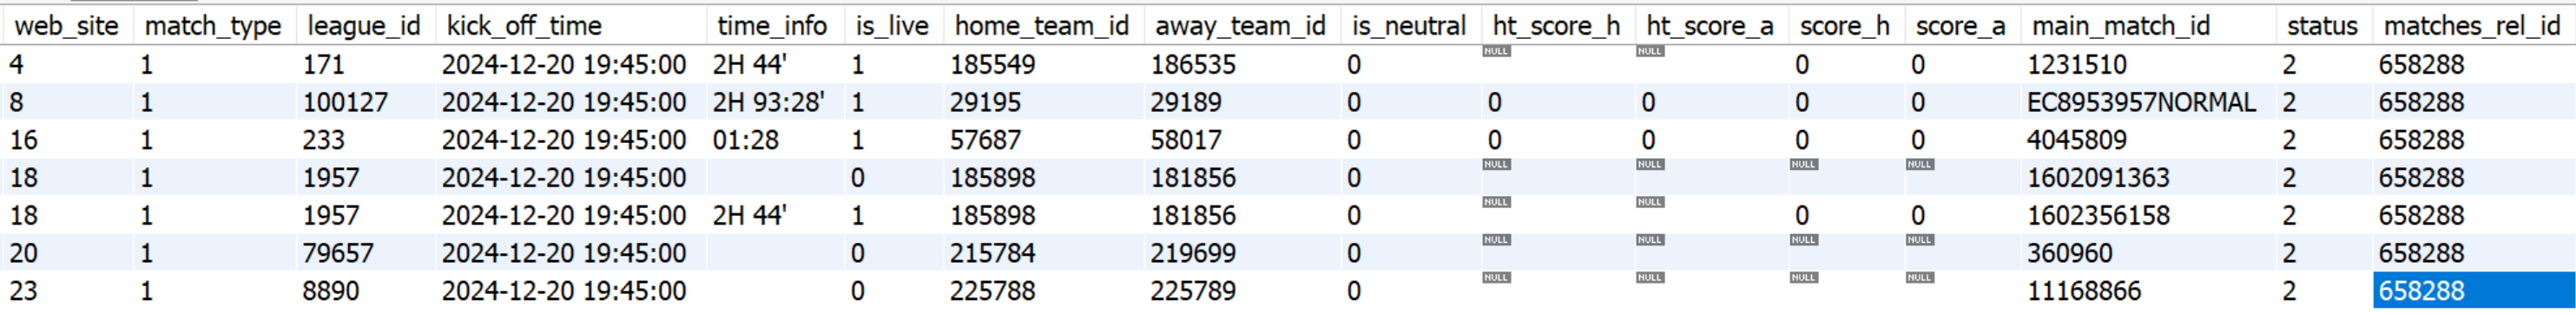 web_site match_type league_id kick_off_time time_info is_live home_team_id away_team_id is_neutral ht_score_h ht_score_a score_h score_a main_match_id status matches_rel_id
4 1 171 2024-12-20 19:45:00 2H 44' 1 185549 186535 0 NULL NULL 0 0 1231510 2 658288
8 1 100127 2024-12-20 19:45:00 2H 93:28' 1 29195 29189 0 0 0 0 0 EC8953957NORMAL 2 658288
16 1 233 2024-12-20 19:45:00 01:28 1 57687 58017 0 0 0 0 0 4045809 2 658288
18 1 1957 2024-12-20 19:45:00 0 185898 181856 0 NULL NULL NULL NULL 1602091363 2 658288
18 1 1957 2024-12-20 19:45:00 2H 44' 1 185898 181856 0 NULL NULL 0 0 1602356158 2 658288
20 1 79657 2024-12-20 19:45:00 0 215784 219699 0 NULL NULL NULL NULL 360960 2 658288
23 1 8890 2024-12-20 19:45:00 0 225788 225789 0 NULL NULL NULL NULL 11168866 2 658288